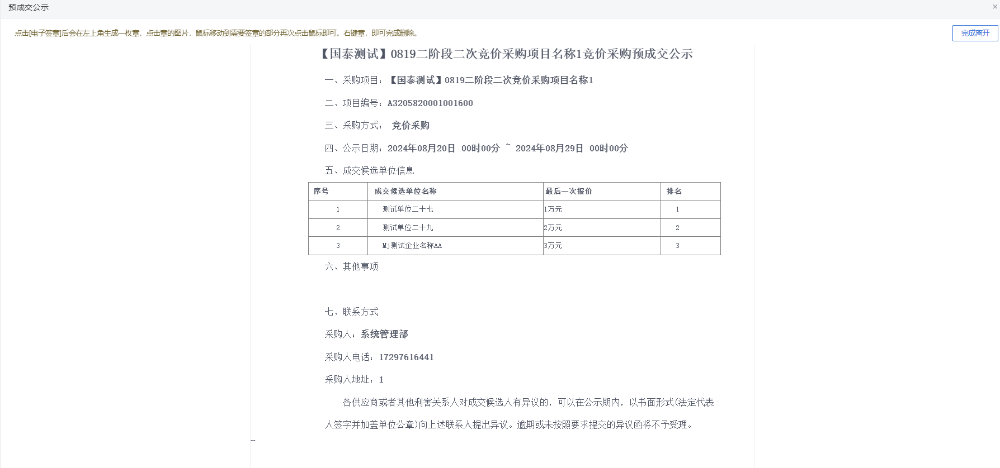 预成交公示
×
点击[电子签章]后会在左上角生成一枚章，点击章的图片，鼠标移动到需要签章的部分再次点击鼠标即可。右键章，即可完成删除。
完成离开
【国泰测试】0819二阶段二次竞价采购项目名称1竞价采购预成交公示
一、采购项目：【国泰测试】0819二阶段二次竞价采购项目名称1
二、项目编号：A3205820001001600
三、采购方式： 竞价采购
四、公示日期：2024年08月20日 00时00分 ~ 2024年08月29日 00时00分
五、成交候选单位信息
序号 成交候选单位名称 最后一次报价 排名
1 测试单位二十七 1万元 1
2 测试单位二十九 2万元 2
3 Mj测试企业名称AA 3万元 3
六、其他事项
七、联系方式
采购人：系统管理部
采购人电话：17297616441
采购人地址：1
各供应商或者其他利害关系人对成交候选人有异议的，可以在公示期内，以书面形式(法定代表
人签字并加盖单位公章)向上述联系人提出异议。逾期或未按照要求提交的异议函将不予受理。
--